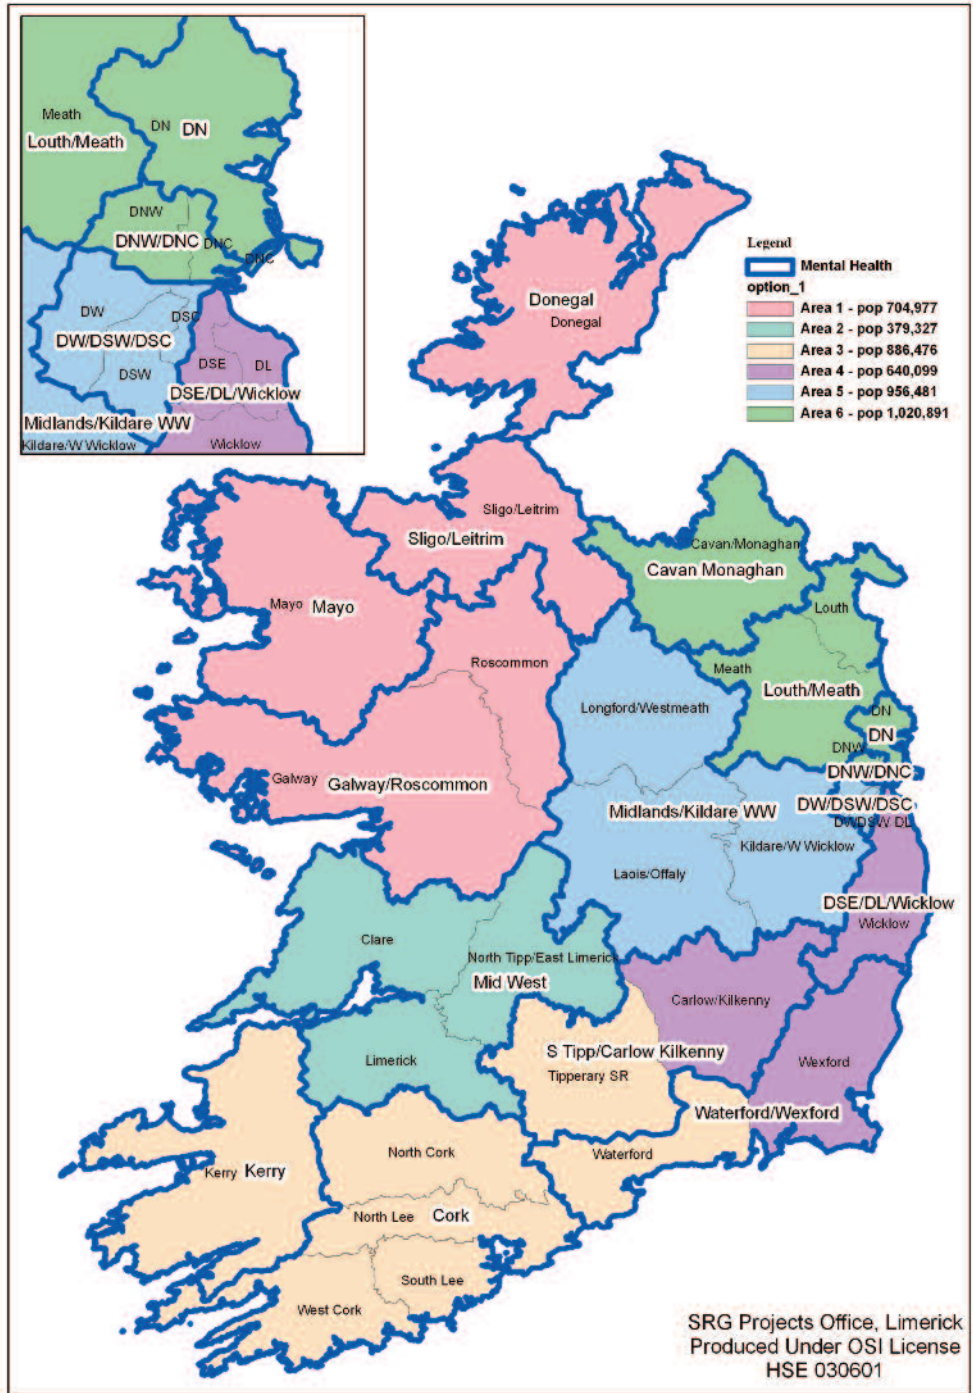 Meath
DN DN
Louth/Meath
DNW
DNW/DNC DNC
DNC
DW
DSC
DW/DSW/DSC
DSE DL
DSW
DSE/DL/Wicklow
Midlands/Kildare WW
Kildare/W Wicklow
Wicklow
Legend
Mental Health
option_1
Area 1 - pop 704,977
Area 2 - pop 379,327
Area 3 - pop 886,476
Area 4 - pop 640,099
Area 5 - pop 956,481
Area 6 - pop 1,020,891
Donegal
Donegal
Sligo/Leitrim
Sligo/Leitrim
Cavan/Monaghan
Cavan Monaghan
Mayo Mayo
Louth
Roscommon
Meath
Louth/Meath
Longford/Westmeath
DN
DN
DNW
DNW/DNC
Galway
Galway/Roscommon
Midlands/Kildare WW
DW/DSW/DSC
DW DSW DL
Kildare/W Wicklow
Laois/Offaly
DSE/DL/Wicklow
Wicklow
Clare
North Tipp/East Limerick
Mid West
Carlow/Kilkenny
Limerick
S Tipp/Carlow Kilkenny
Tipperary SR
Wexford
Waterford/Wexford
North Cork
Waterford
Kerry Kerry
North Lee Cork
South Lee
West Cork
SRG Projects Office, Limerick
Produced Under OSI License
HSE 030601